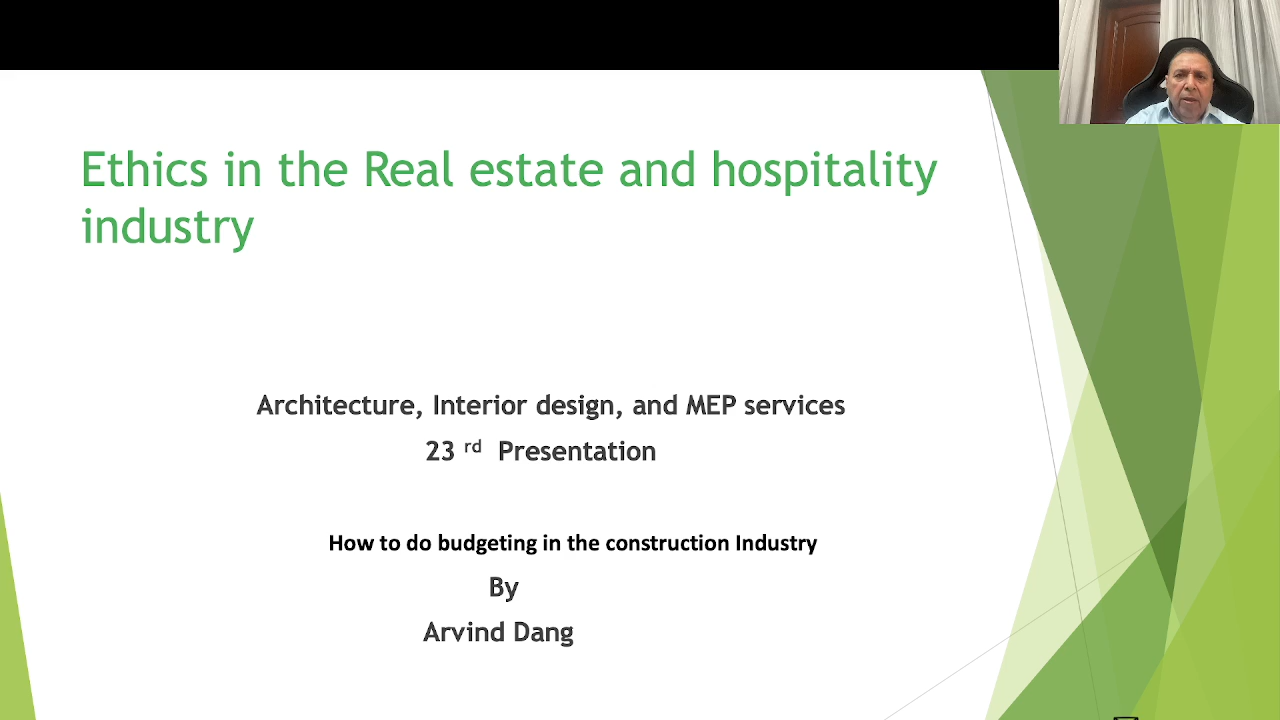 Ethics in the Real estate and hospitality
industry
Architecture, Interior design, and MEP services
23 rd Presentation
How to do budgeting in the construction Industry
By
Arvind Dang